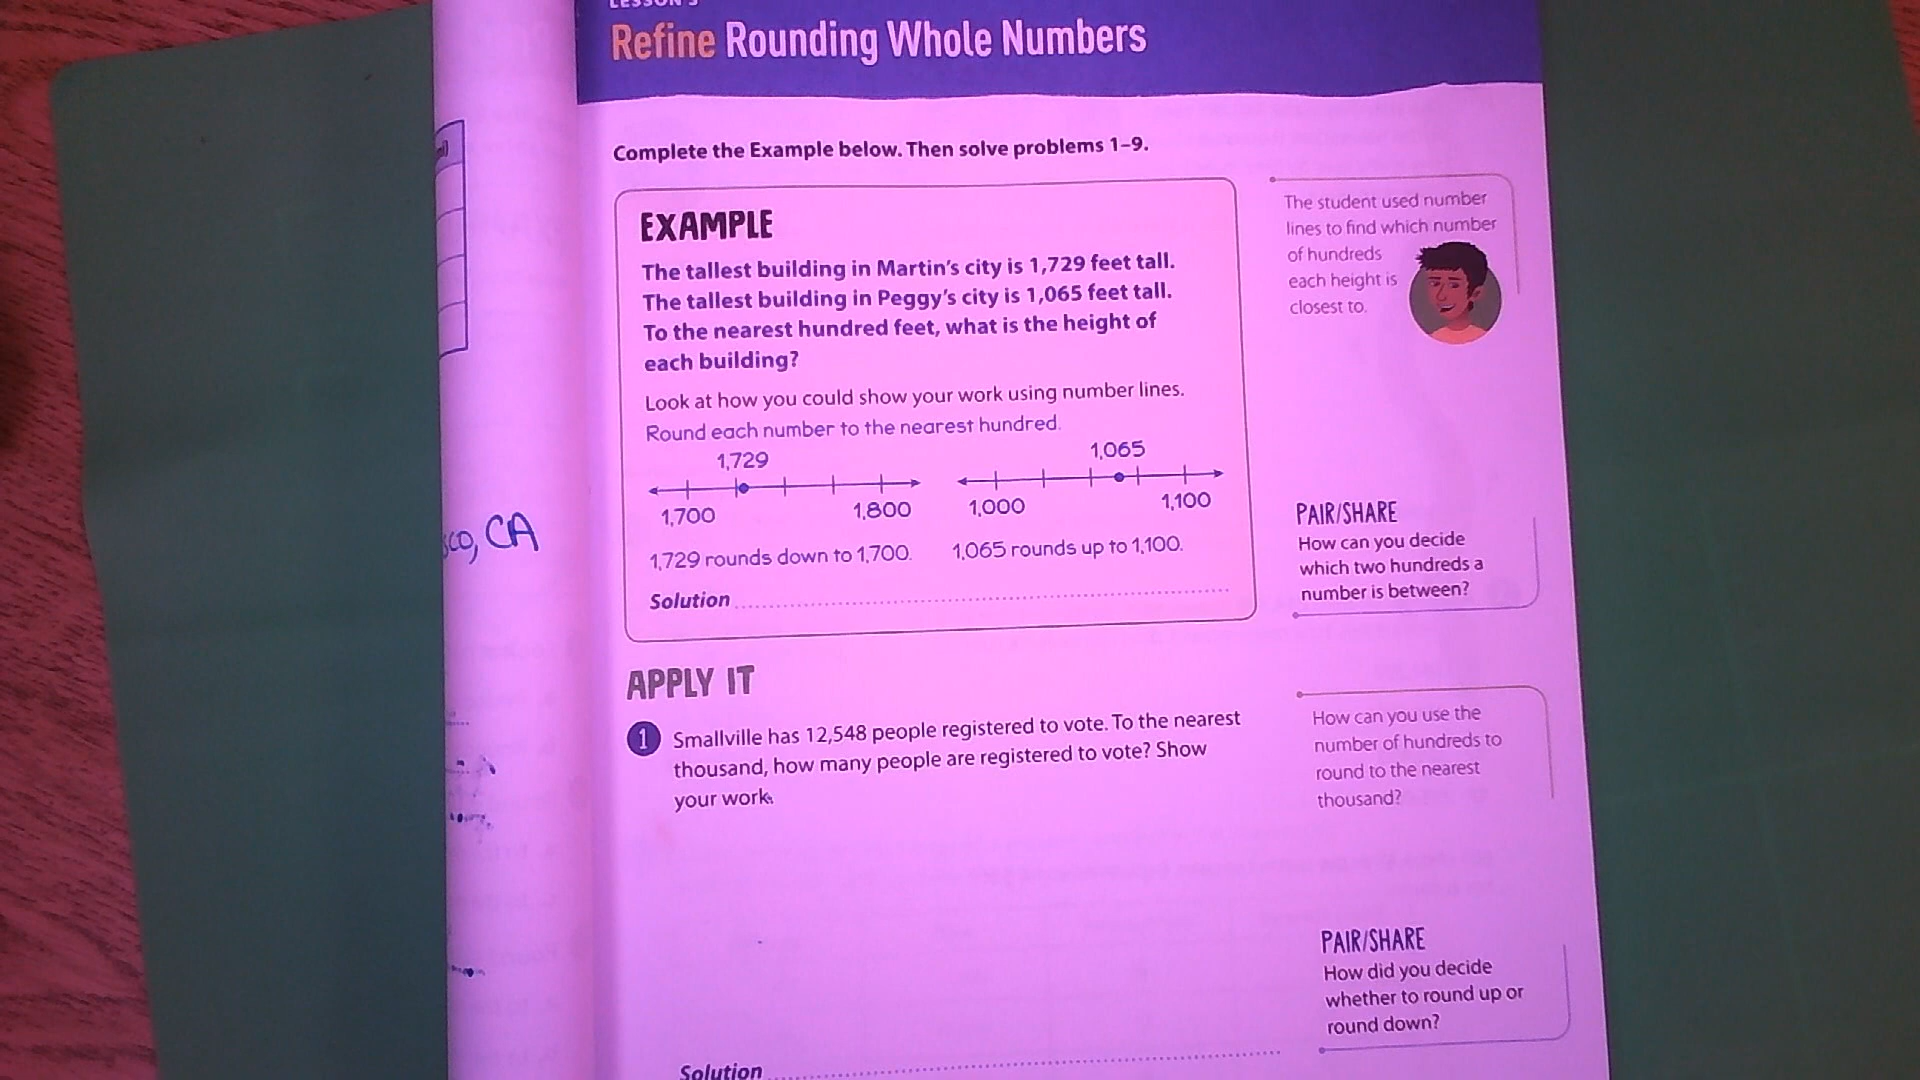 Refine Rounding Whole Numbers
Complete the Example below. Then solve problems 1–9.
EXAMPLE
The tallest building in Martin's city is 1,729 feet tall.
The tallest building in Peggy's city is 1,065 feet tall.
To the nearest hundred feet, what is the height of
each building?
Look at how you could show your work using number lines.
Round each number to the nearest hundred.
1,729
1,700 1,800
1,729 rounds down to 1,700.
1,065
1,000 1,100
1,065 rounds up to 1,100.
Solution
The student used number
lines to find which number
of hundreds
each height is
closest to.
PAIR/SHARE
How can you decide
which two hundreds a
number is between?
CA
APPLY IT
1 Smallville has 12,548 people registered to vote. To the nearest
thousand, how many people are registered to vote? Show
your work.
How can you use the
number of hundreds to
round to the nearest
thousand?
PAIR/SHARE
How did you decide
whether to round up or
round down?
Solution